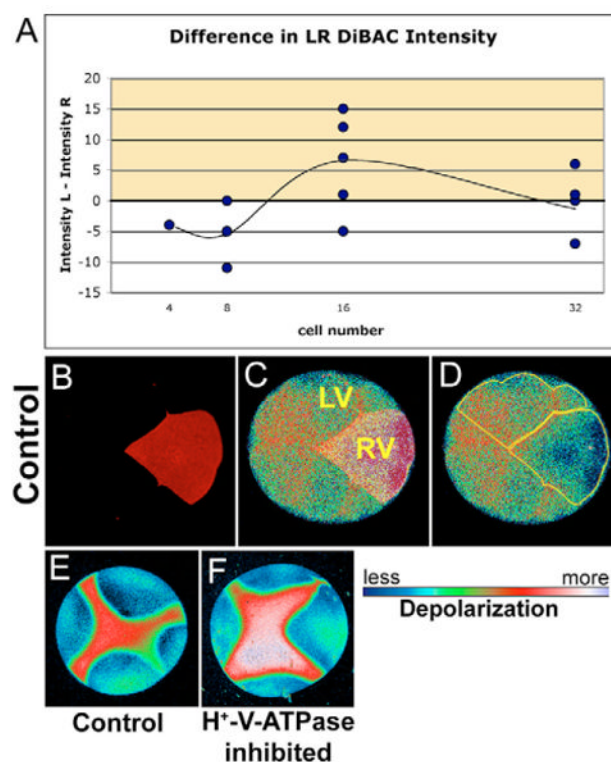 A
Difference in LR DiBAC Intensity
Intensity L - Intensity R
20
15
10
5
0
-5
-10
-15
4 8 16 32
cell number
Control
B C D
LV
RV
E F
less more
Depolarization
Control
H⁺-V-ATPase
inhibited